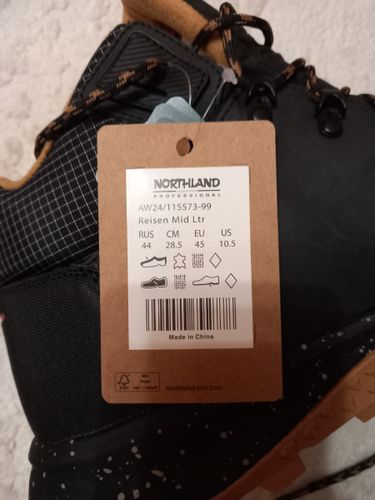 NORTHLAND
PROFESSIONAL
AW24/115573-99
Reisen Mid Ltr
RUS CM EU US
44 28.5 45 10.5
Made in China
FSC
northland-pro.com